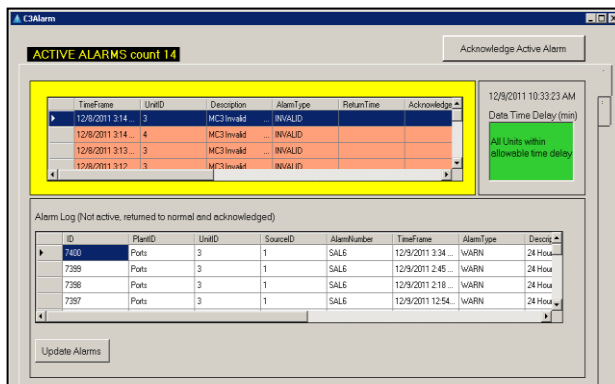 C3Alarm
ACTIVE ALARMS count 14
Acknowledge Active Alarm
TimeFrame UnitID Description AlarmType ReturnTime Acknowledge
12/8/2011 3:14 ... 3 MC3 Invalid ... INVALID
12/8/2011 3:14 ... 4 MC3 Invalid ... INVALID
12/8/2011 3:13 ... 3 MC3 Invalid ... INVALID
12/8/2011 3:12 3 MC3 Invalid INVALID
12/9/2011 10:33:23 AM
Data Time Delay (min)
All Units within
allowable time delay
Alarm Log (Not active, returned to normal and acknowledged)
ID PlantID UnitID SourceID AlarmNumber TimeFrame AlarmType Descrip
7400 Ports 3 1 SAL6 12/9/2011 3:34 ... WARN 24 Hou
7399 Ports 3 1 SAL6 12/9/2011 2:45 ... WARN 24 Hou
7398 Ports 3 1 SAL6 12/9/2011 2:18 ... WARN 24 Hou
7397 Ports 3 1 SAL6 12/9/2011 12:54... WARN 24 Hou
Update Alarms